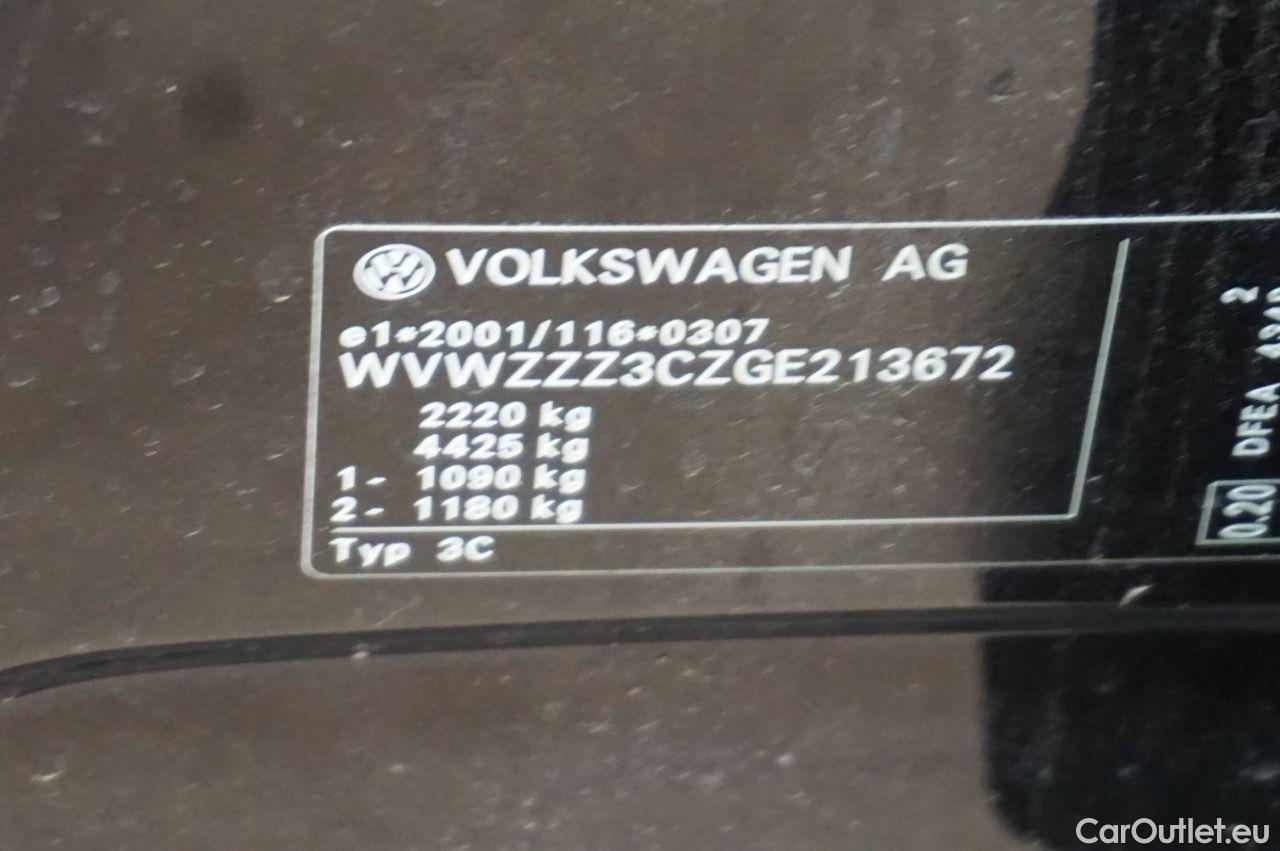 VOLKSWAGEN AG
e1*2001/116*0307
WVWZZZ3CZGE213672
2220 kg
4425 kg
1 - 1090 kg
2 - 1180 kg
Typ 3C
2
DFEA
0.20
CarOutlet.eu